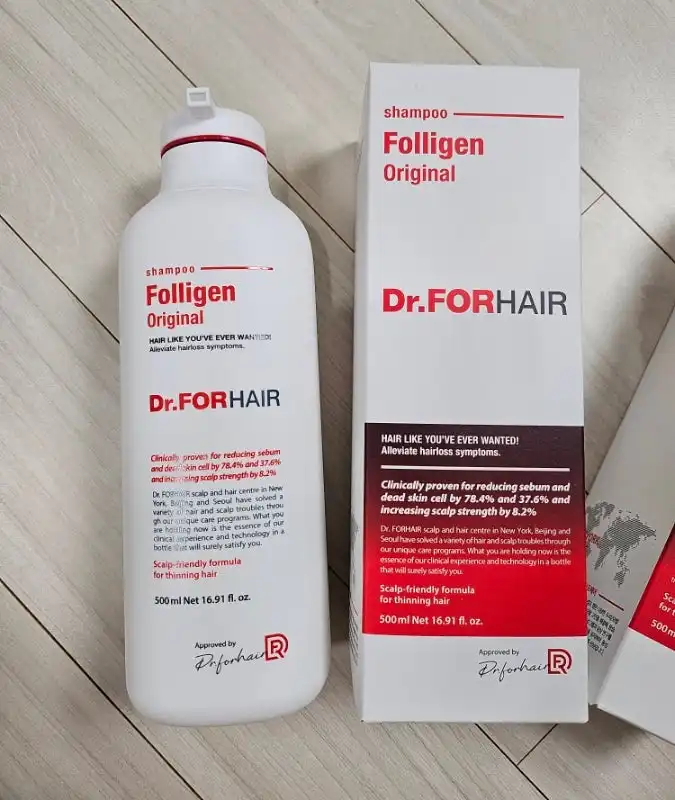 shampoo
Folligen
Original
HAIR LIKE YOU'VE EVER WANTED!
Alleviate hairloss symptoms.
Dr.FORHAIR
Clinically proven for reducing sebum
and dead skin cell by 78.4% and 37.6%
and increasing scalp strength by 8.2%
Dr. FORHAIR scalp and hair centre in New
York, Beijing and Seoul have solved a
variety of hair and scalp troubles throu
gh our unique care programs. What you
are holding now is the essence of our
clinical experience and technology in a
bottle that will surely satisfy you.
Scalp-friendly formula
for thinning hair
500ml Net 16.91 fl. oz.
Approved by
Dr.forhair
DR
shampoo
Folligen
Original
Dr.FORHAIR
HAIR LIKE YOU'VE EVER WANTED!
Alleviate hairloss symptoms.
Clinically proven for reducing sebum and
dead skin cell by 78.4% and 37.6% and
increasing scalp strength by 8.2%
Dr. FORHAIR scalp and hair centre in New York, Beijing and
Seoul have solved a variety of hair and scalp troubles through
our unique care programs. What you are holding now is the
essence of our clinical experience and technology in a bottle
that will surely satisfy you.
Scalp-friendly formula
for thinning hair
500ml Net 16.91 fl. oz.
Approved by
Dr.forhair
DR
500m